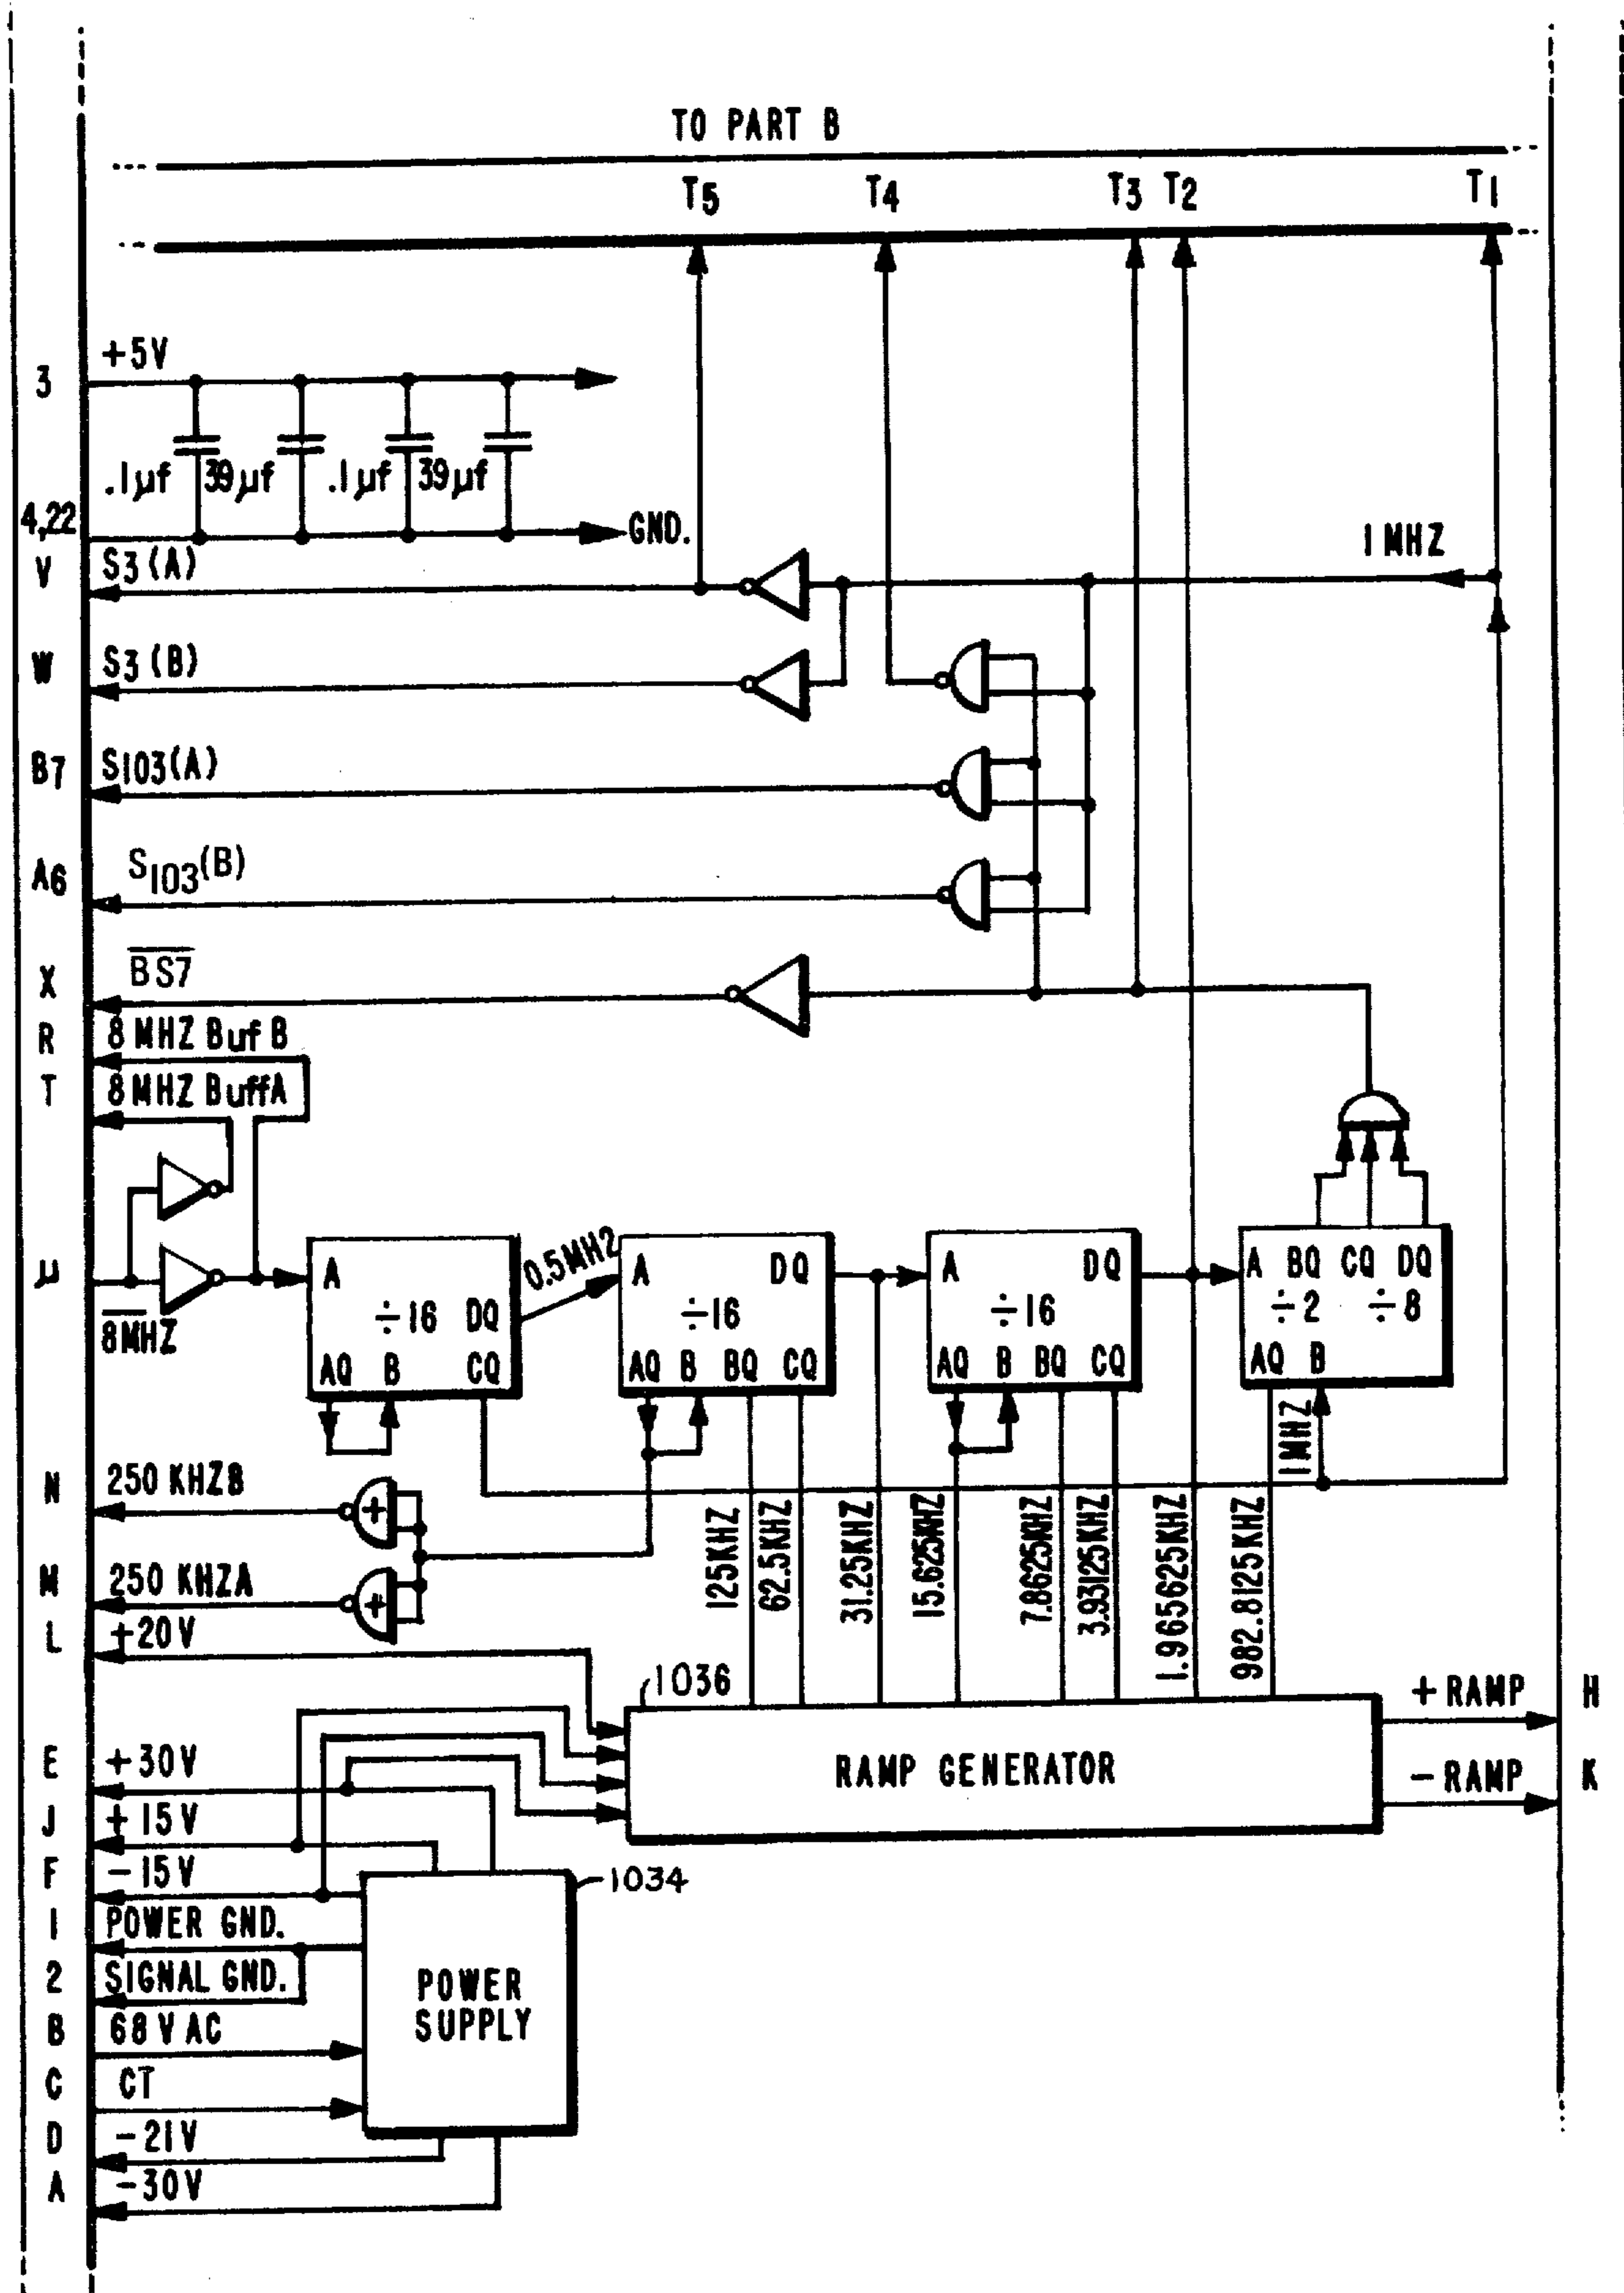 TO PART B
T5 T4 T3 T2 T1
3 +5V
.1µf 39µf .1µf 39µf
4,22 GND.
V S3(A) 1 MHZ
W S3(B)
B7 S103(A)
A6 S103(B)
X BS7
R 8 MHZ Buf B
T 8 MHZ BuffA
µ 8MHZ
A ÷16 DQ AQ B CQ
0.5MHZ
A DQ ÷16 AQ B BQ CQ
A DQ ÷16 AQ B BQ CQ
A BQ CQ DQ ÷2 ÷8 AQ B
1MHZ
N 250 KHZB
+
M 250 KHZA
+
125KHZ
62.5KHZ
31.25KHZ
15.625KHZ
7.8625KHZ
3.93125KHZ
1.965625KHZ
982.8125KHZ
L +20V
1036
RAMP GENERATOR
+ RAMP H
- RAMP K
E +30V
J +15V
F -15V
1034
1 POWER GND.
2 SIGNAL GND.
POWER
SUPPLY
B 68VAC
C CT
D -21V
A -30V